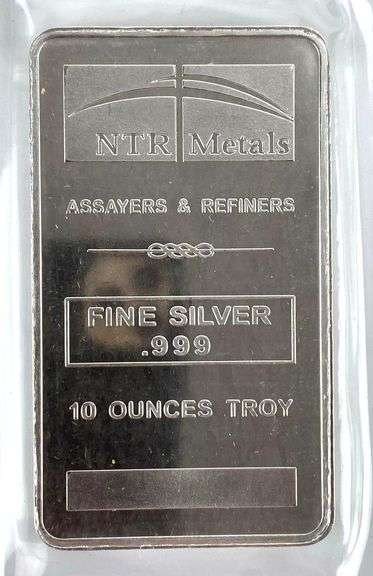 NTR Metals
ASSAYERS & REFINERS
FINE SILVER
.999
10 OUNCES TROY